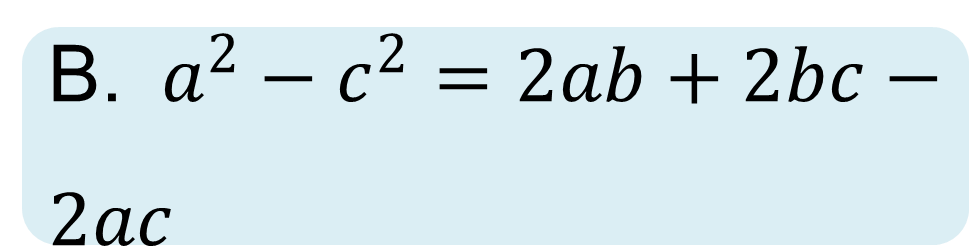 B. a² − c² = 2ab + 2bc −
2ac